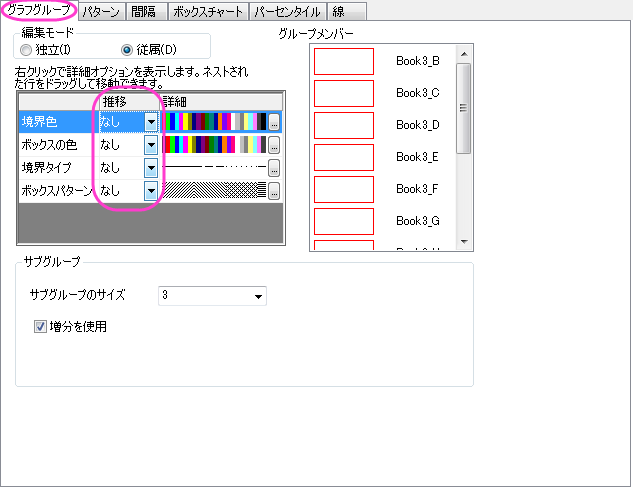 グラフグループ パターン 間隔 ボックスチャート パーセンタイル 線
編集モード
独立(I) 従属(D)
右クリックで詳細オプションを表示します。ネストされ
た行をドラッグして移動できます。
推移 詳細
境界色 なし ...
ボックスの色 なし ...
境界タイプ なし ...
ボックスパターン なし ...
グループメンバー
Book3_B
Book3_C
Book3_D
Book3_E
Book3_F
Book3_G
サブグループ
サブグループのサイズ 3
増分を使用